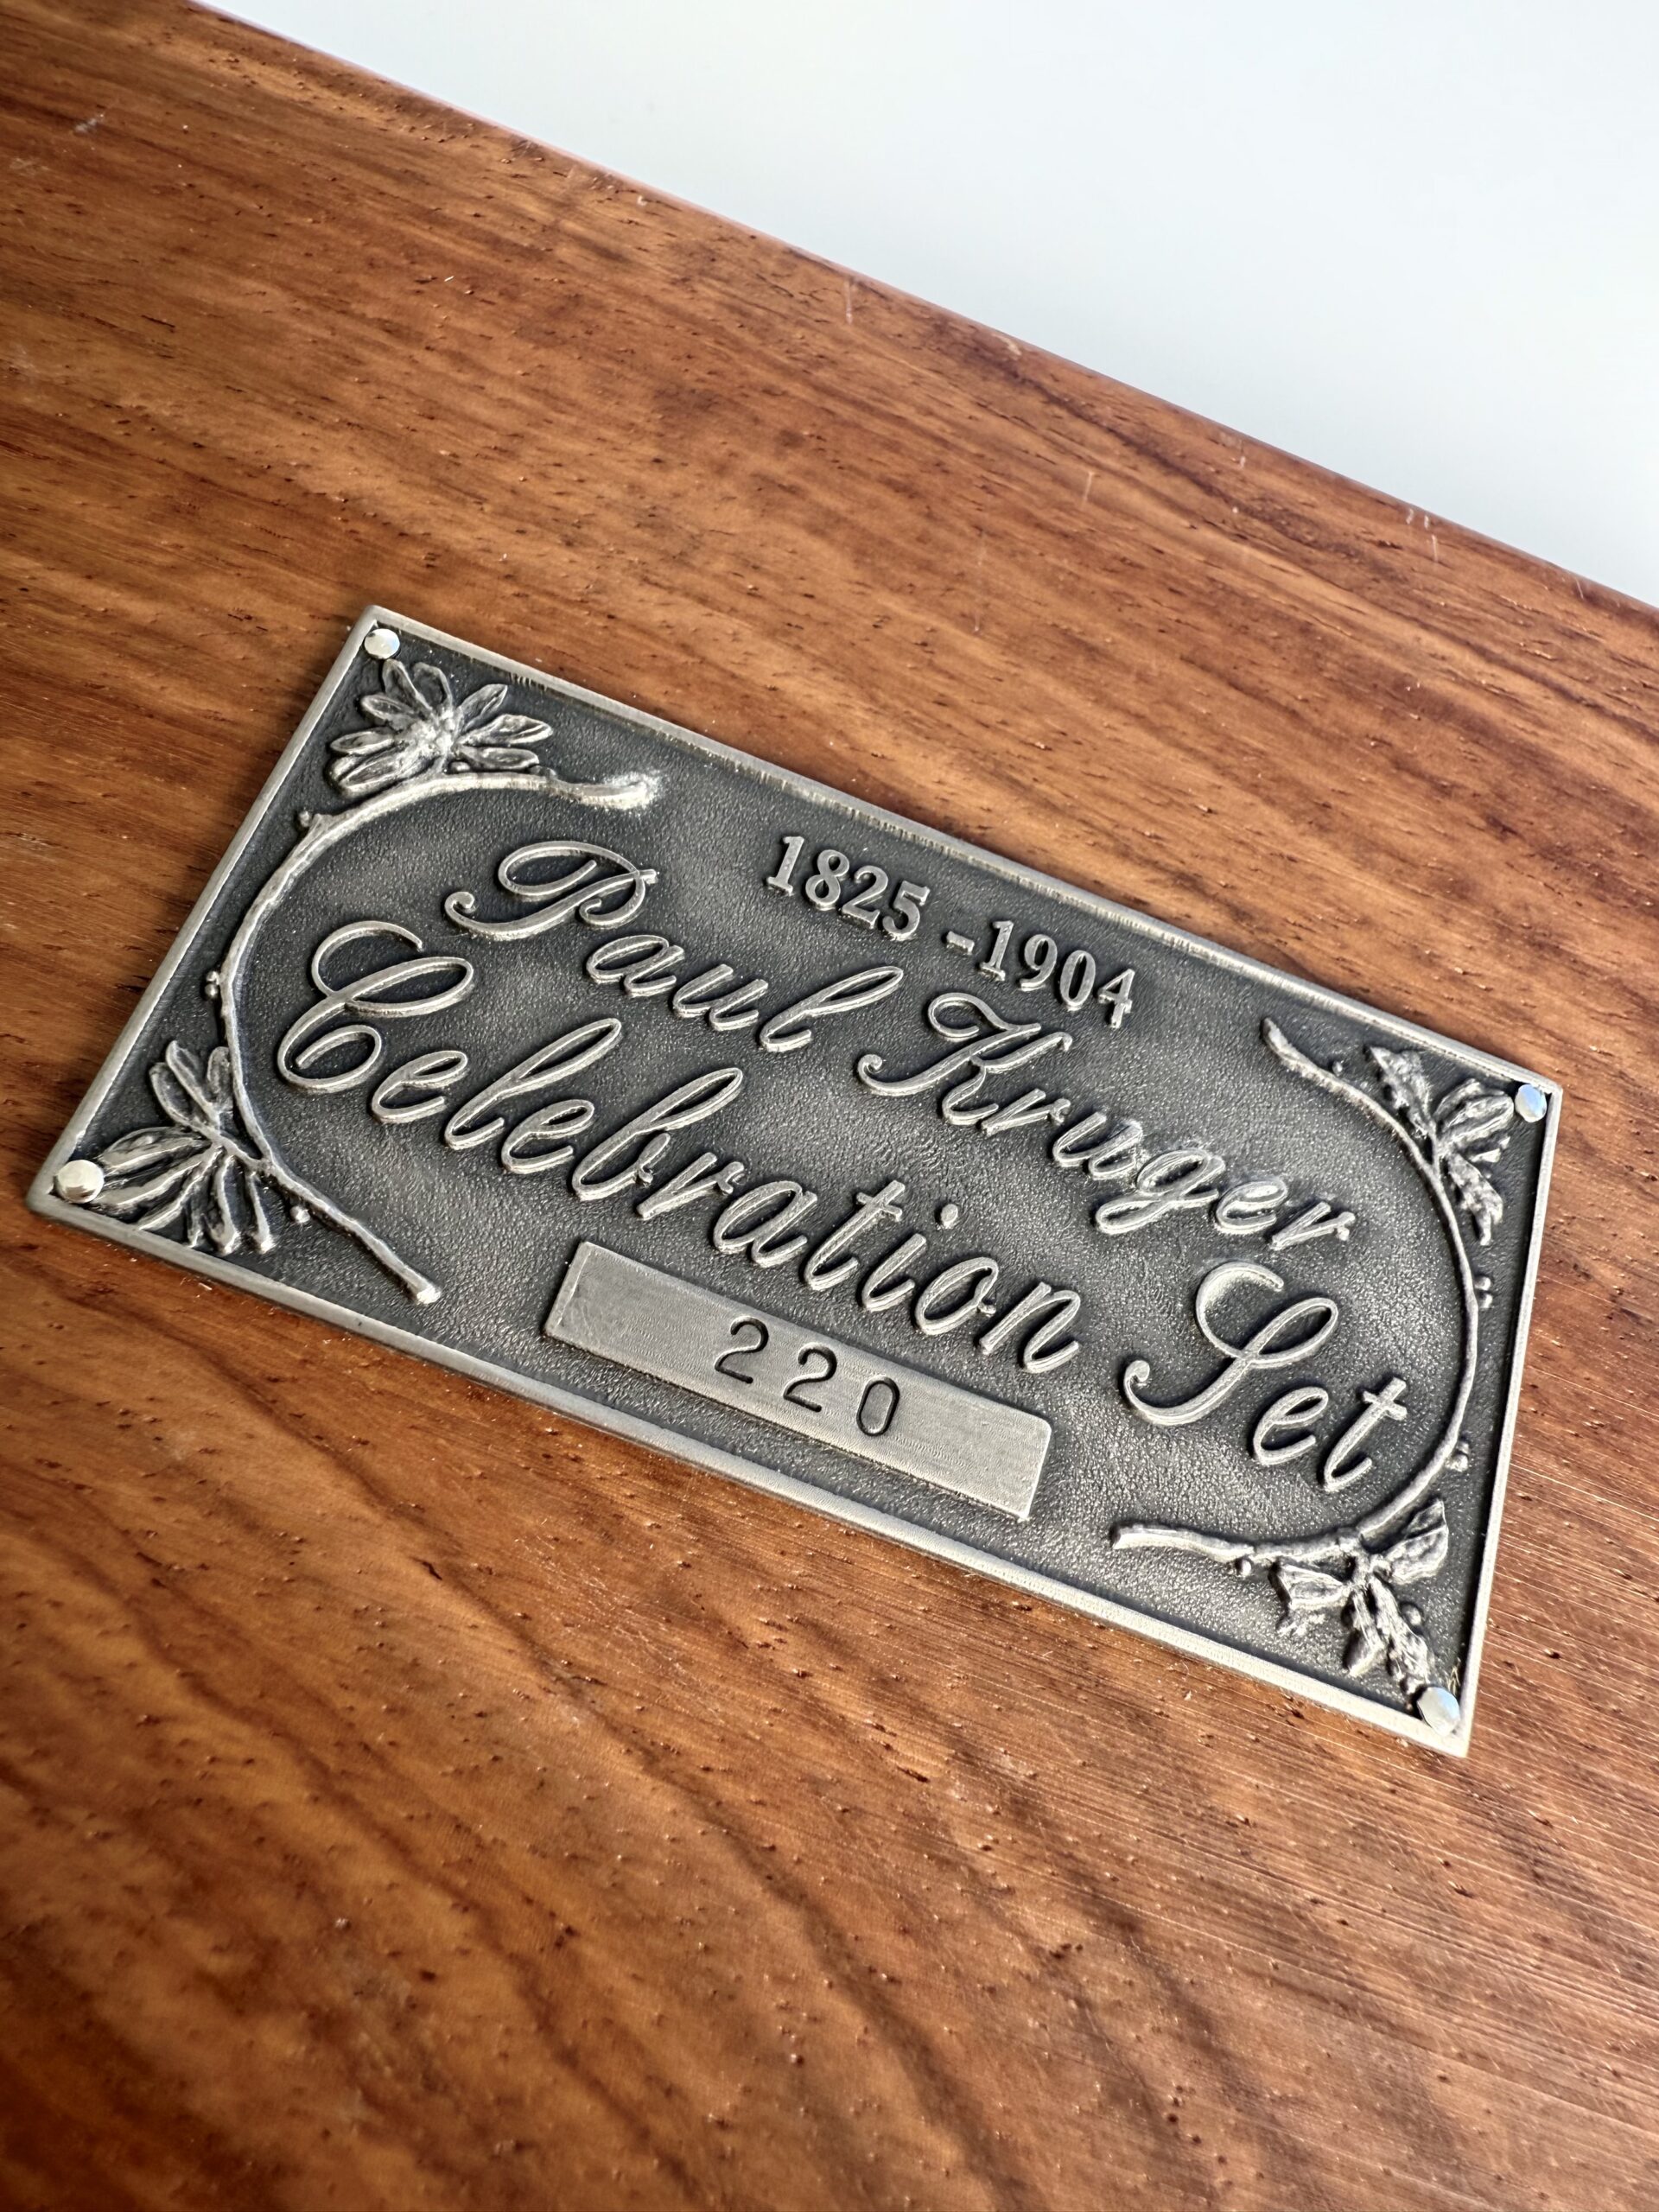 1825 -1904
Paul Kruger
Celebration Set
220